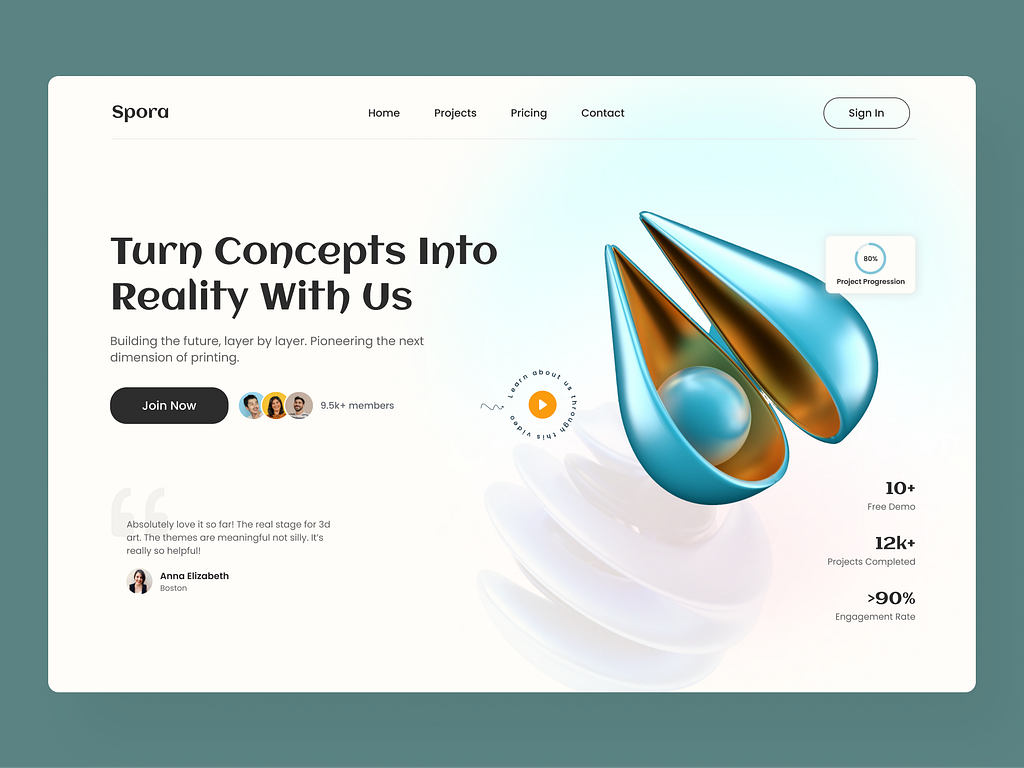 Spora
Home
Projects
Pricing
Contact
Sign In
Turn Concepts Into
Reality With Us
Building the future, layer by layer. Pioneering the next
dimension of printing.
Join Now
9.5k+ members
Learn about us through this video
80%
Project Progression
“
Absolutely love it so far! The real stage for 3d
art. The themes are meaningful not silly. It's
really so helpful!
Anna Elizabeth
Boston
10+
Free Demo
12k+
Projects Completed
>90%
Engagement Rate